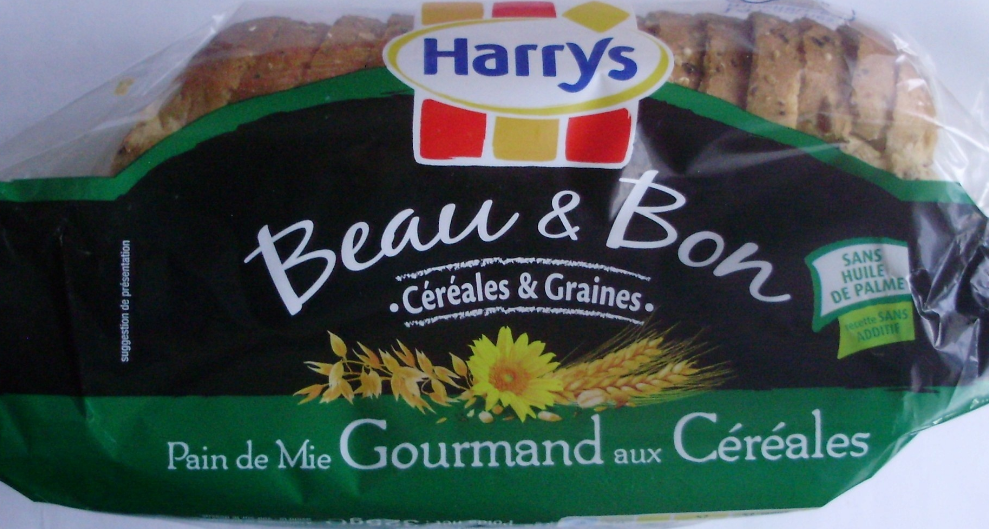 Harrys
Beau & Bon
• Céréales & Graines •
suggestion de présentation
SANS
HUILE
DE PALME
recette SANS
ADDITIF
Pain de Mie Gourmand aux Céréales